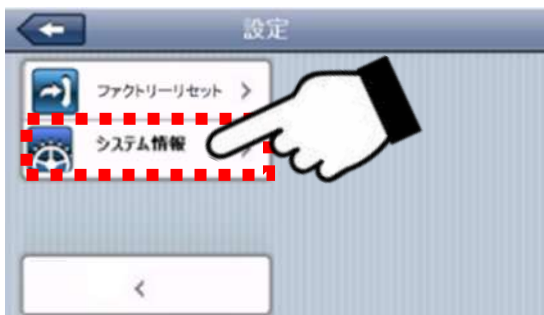 設定
ファクトリーリセット
システム情報